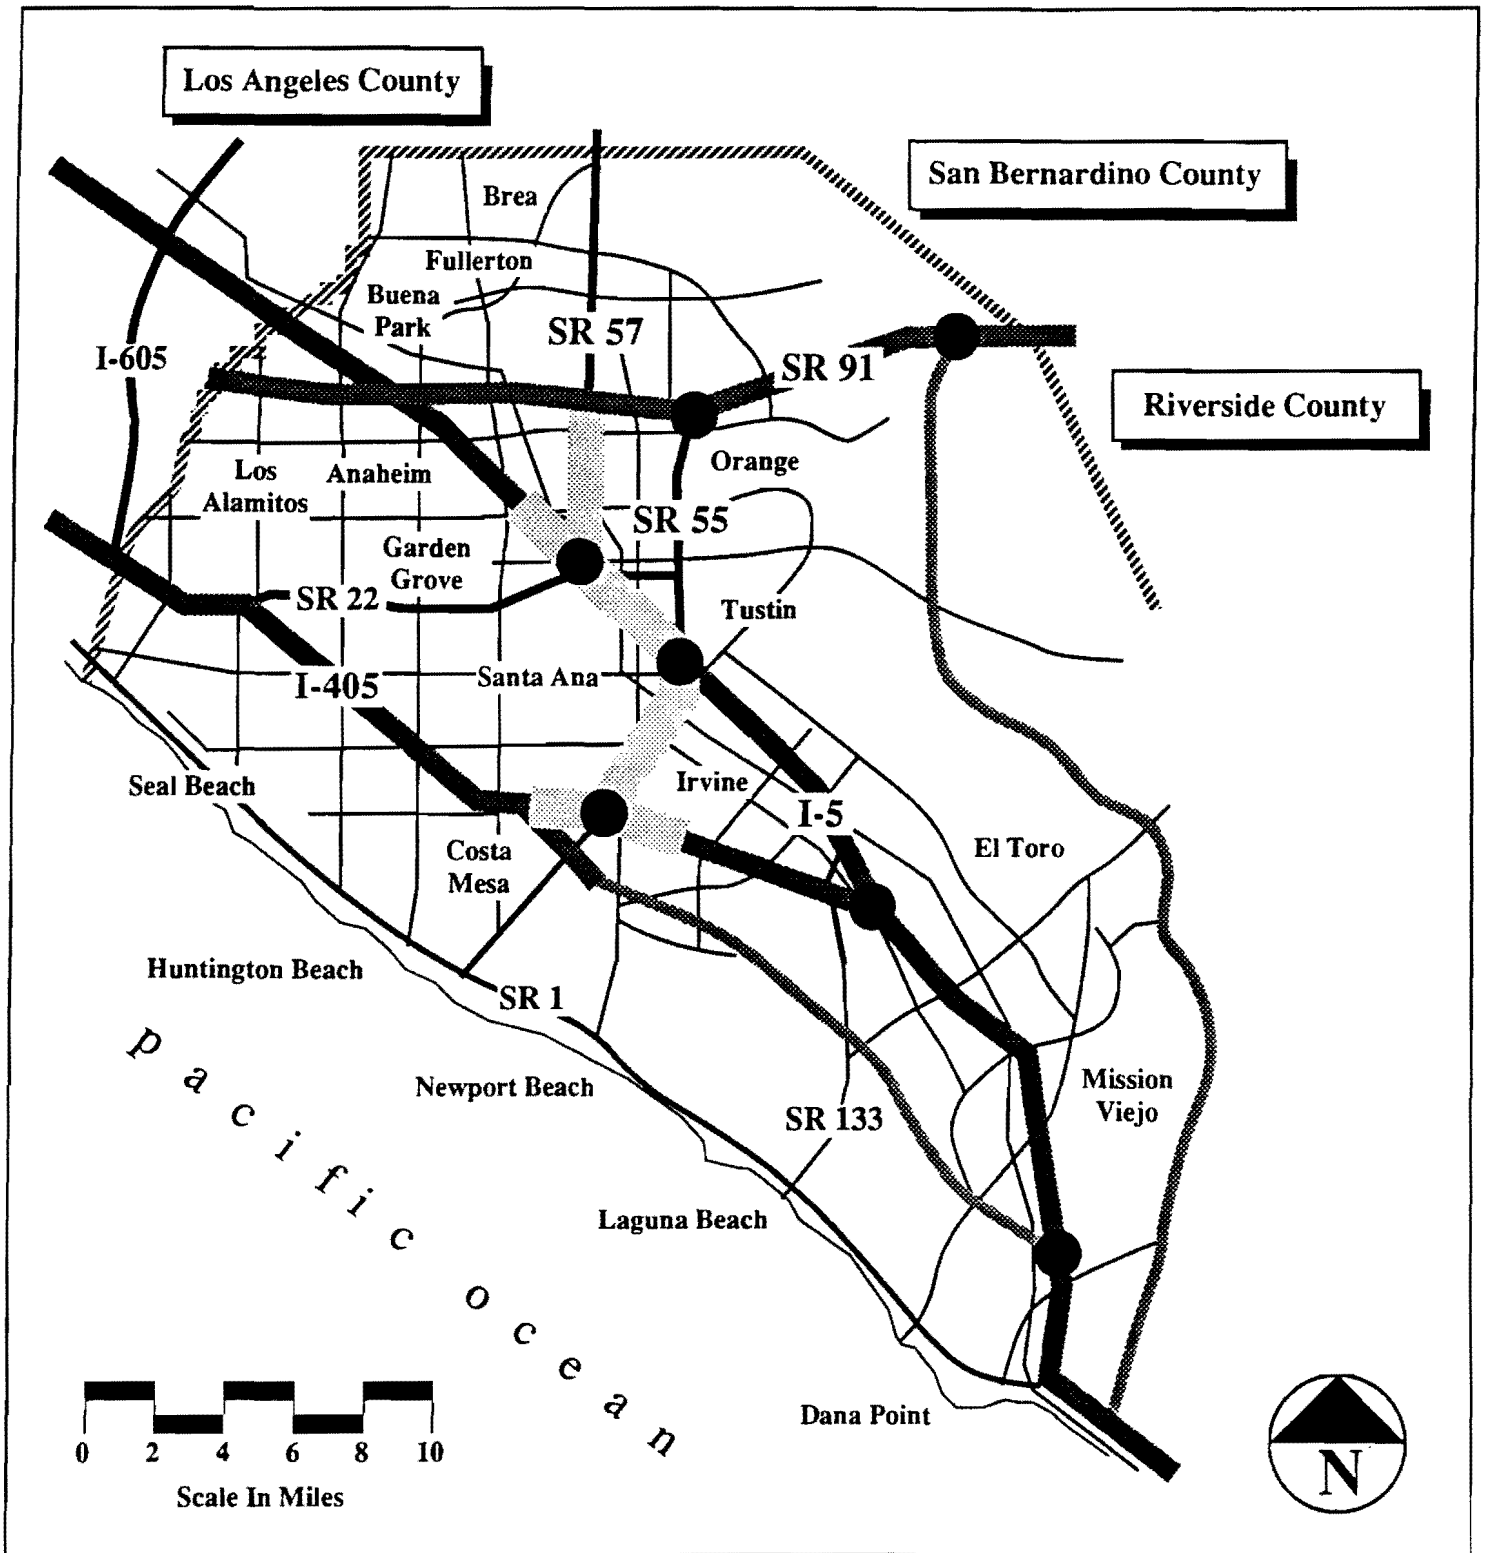 Los Angeles County
San Bernardino County
Brea
Fullerton
Buena
Park
SR 57
I-605
SR 91
Riverside County
Los
Alamitos
Anaheim
Orange
SR 55
Garden
Grove
SR 22
Tustin
Santa Ana
I-405
Seal Beach
Irvine
I-5
Costa
Mesa
El Toro
Huntington Beach
SR 1
Newport Beach
Mission
Viejo
SR 133
Pacific ocean
Laguna Beach
Dana Point
0 2 4 6 8 10
Scale In Miles
N